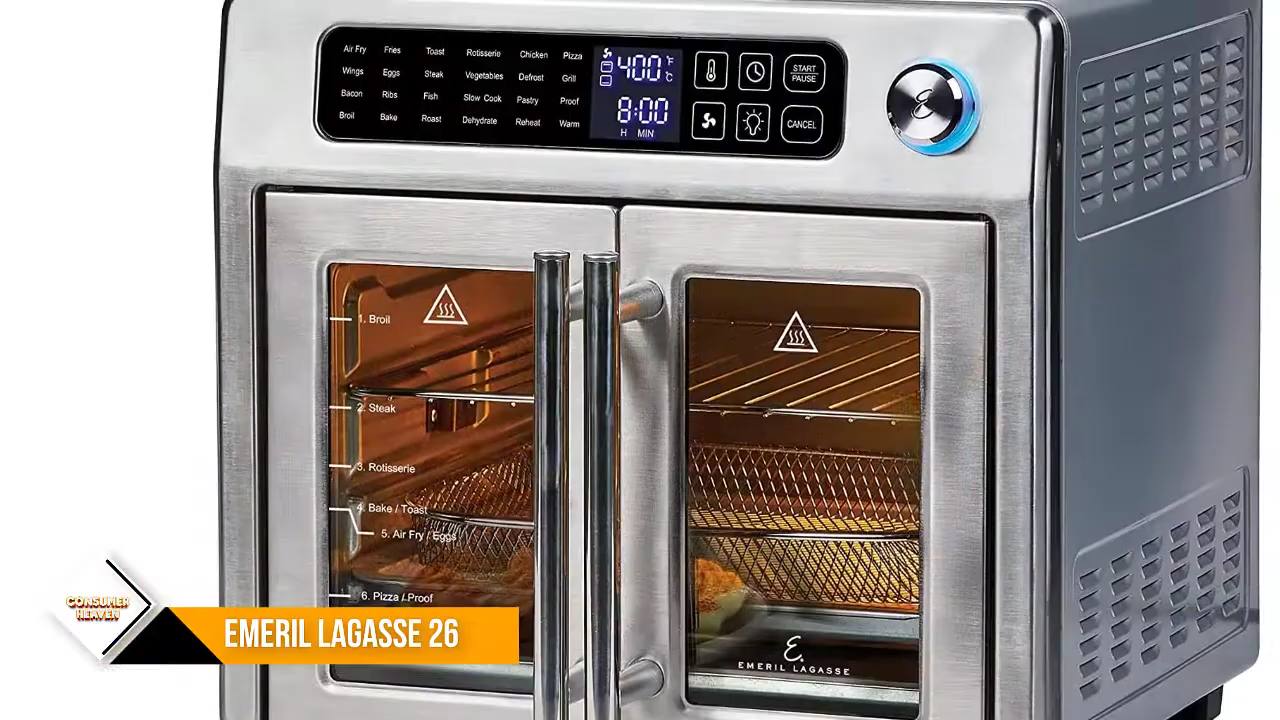 Air Fry Fries Toast Rotisserie Chicken Pizza
Wings Eggs Steak Vegetables Defrost Grill
Bacon Ribs Fish Slow Cook Pastry Proof
Broil Bake Roast Dehydrate Reheat Warm
400 °F
°C
8:00
H MIN
START
PAUSE
CANCEL
1. Broil
2. Steak
3. Rotisserie
4. Bake / Toast
5. Air Fry / Eggs
6. Pizza / Proof
E
EMERIL LAGASSE
CONSUMER
HEAVEN
EMERIL LAGASSE 26